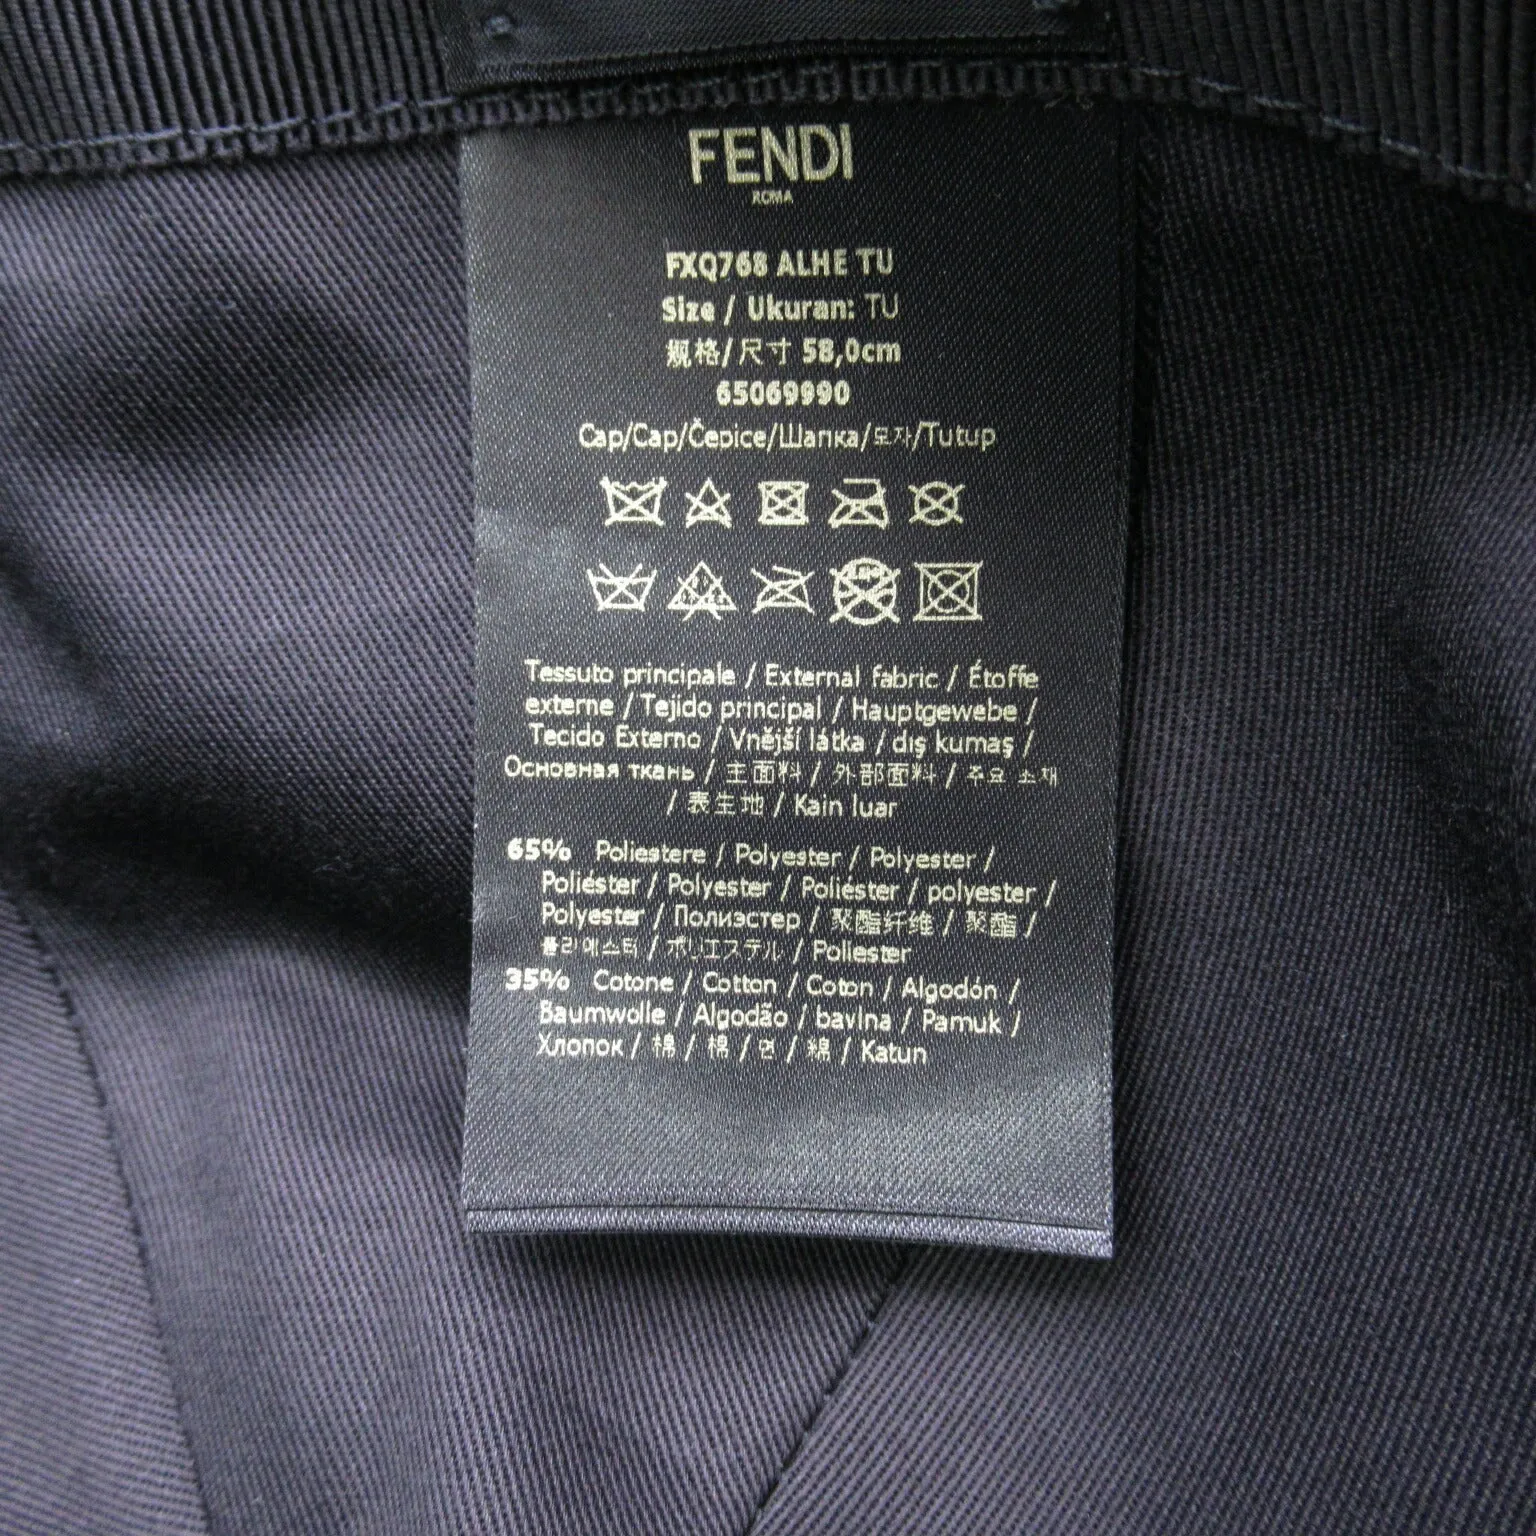 FENDI
ROMA
FXQ768 ALHE TU
Size / Ukuran: TU
规格/尺寸 58,0cm
65069990
Cap/Cap/Čepice/Шапка/모자/Tutup
Tessuto principale / External fabric / Étoffe
externe / Tejido principal / Hauptgewebe /
Tecido Externo / Vnější látka / dış kumaş /
Основная ткань / 主面料 / 外部面料 / 주요 소재
/ 表生地 / Kain luar
65% Poliestere / Polyester / Polyester /
Poliéster / Polyester / Poliéster / polyester /
Polyester / Полиэстер / 聚酯纤维 / 聚酯 /
폴리에스터 / ポリエステル / Poliester
35% Cotone / Cotton / Coton / Algodón /
Baumwolle / Algodão / bavlna / Pamuk /
Хлопок / 棉 / 棉 / 면 / 綿 / Katun